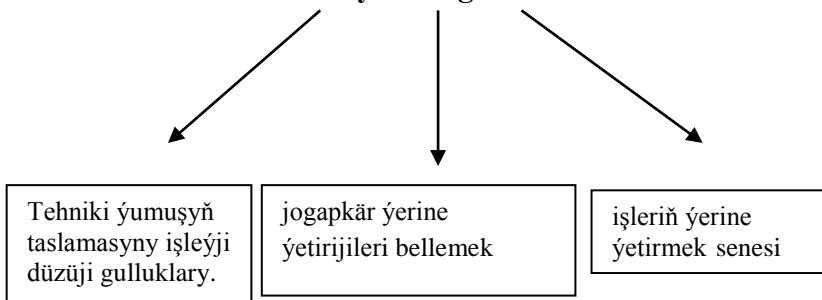 Tehniki ýumuşyň
taslamasyny işleýji
düzüji gulluklary.
jogapkär ýerine
ýetirijileri bellemek
işleriň ýerine
ýetirmek senesi